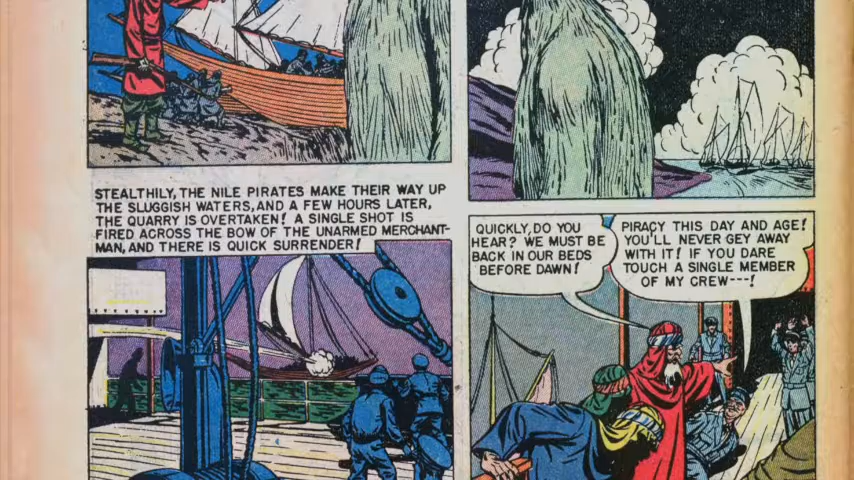 STEALTHILY, THE NILE PIRATES MAKE THEIR WAY UP
THE SLUGGISH WATERS, AND A FEW HOURS LATER,
THE QUARRY IS OVERTAKEN! A SINGLE SHOT IS
FIRED ACROSS THE BOW OF THE UNARMED MERCHANT-
MAN, AND THERE IS QUICK SURRENDER!
QUICKLY, DO YOU
HEAR? WE MUST BE
BACK IN OUR BEDS
BEFORE DAWN!
PIRACY THIS DAY AND AGE!
YOU'LL NEVER GEY AWAY
WITH IT! IF YOU DARE
TOUCH A SINGLE MEMBER
OF MY CREW---!